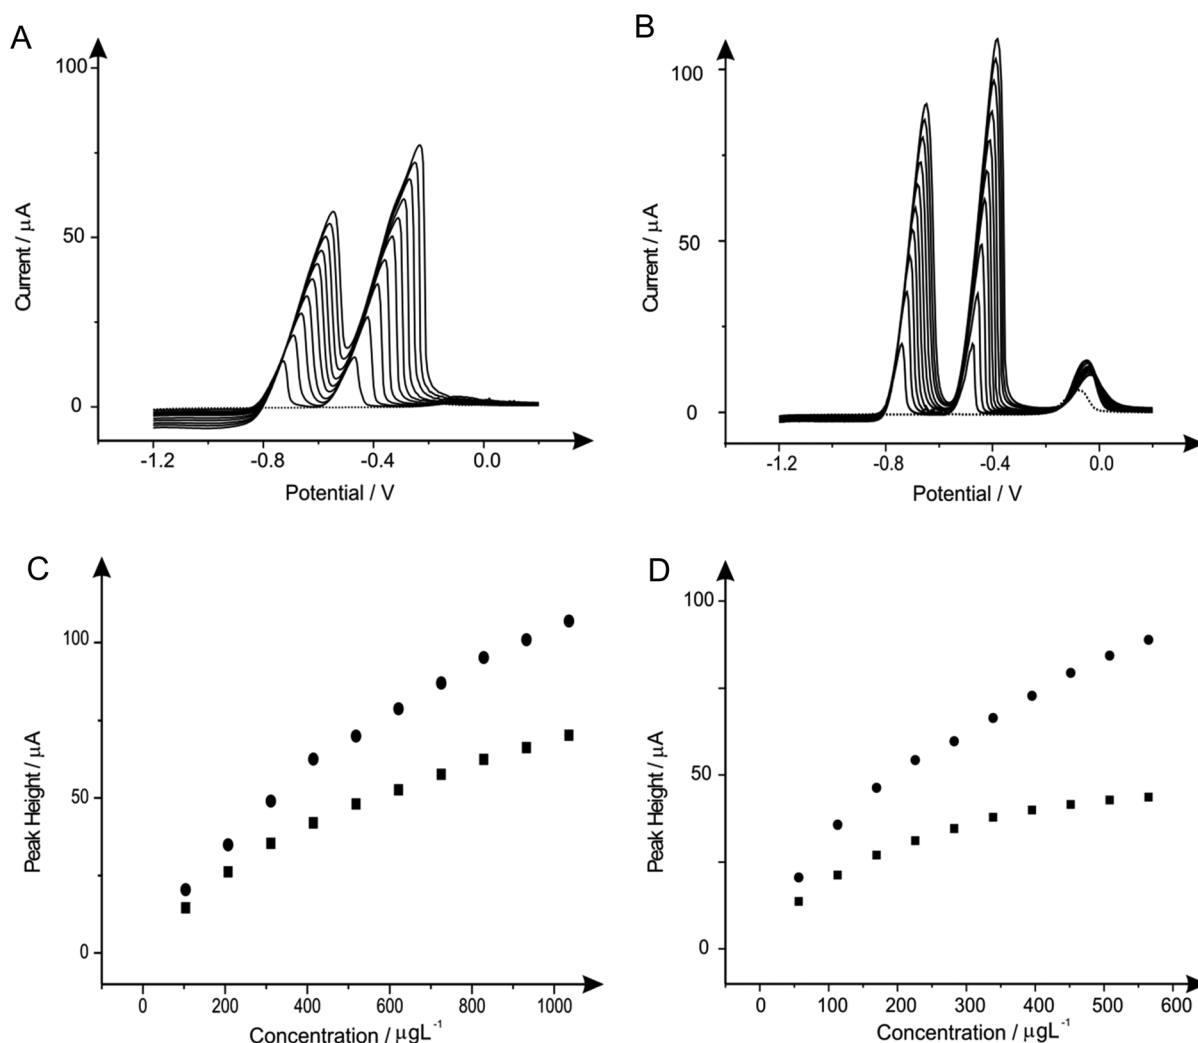 A
100
50
0
Current / μA
-1.2
-0.8
-0.4
0.0
Potential / V
B
100
50
0
Current / μA
-1.2
-0.8
-0.4
0.0
Potential / V
C
100
50
0
Peak Height / μA
0
200
400
600
800
1000
Concentration / μgL⁻¹
D
100
50
0
Peak Height / μA
0
100
200
300
400
500
600
Concentration / μgL⁻¹